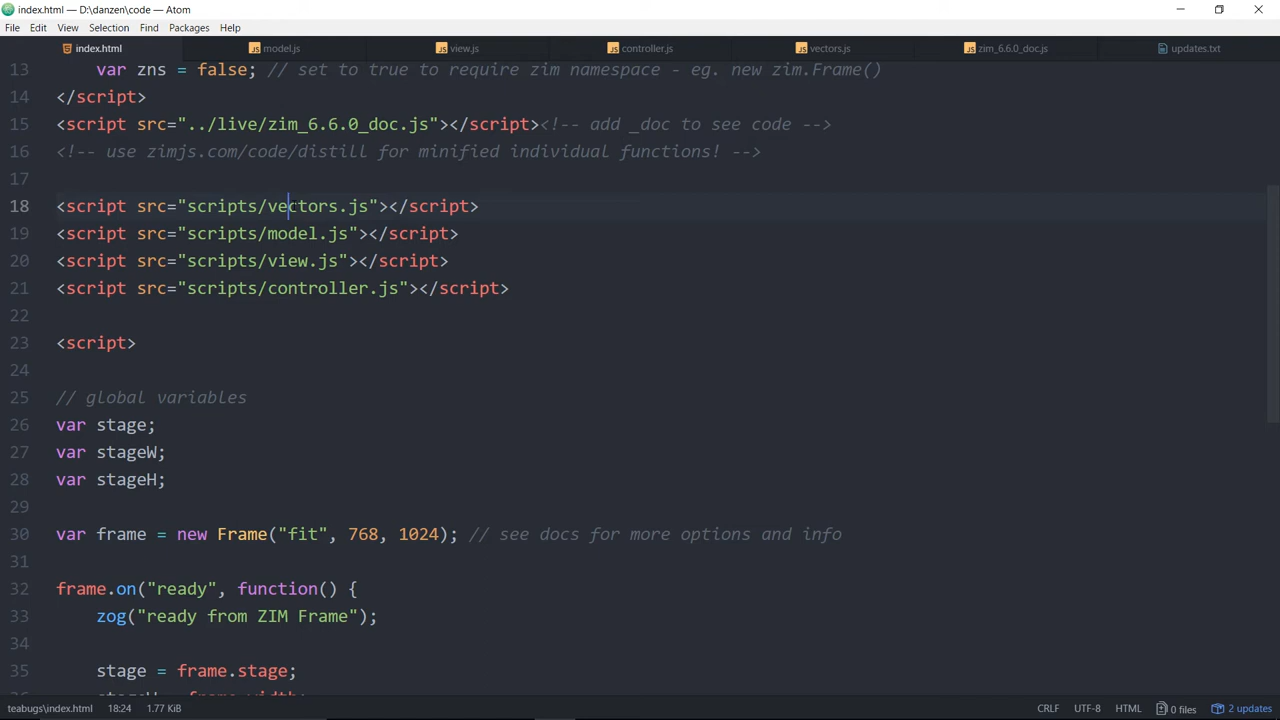 index.html — D:\danzen\code — Atom
File Edit View Selection Find Packages Help
index.html model.js view.js controller.js vectors.js zim_6.6.0_doc.js updates.txt
13 var zns = false; // set to true to require zim namespace - eg. new zim.Frame()
14 </script>
15 <script src="../live/zim_6.6.0_doc.js"></script><!-- add _doc to see code -->
16 <!-- use zimjs.com/code/distill for minified individual functions! -->
17
18 <script src="scripts/vectors.js"></script>
19 <script src="scripts/model.js"></script>
20 <script src="scripts/view.js"></script>
21 <script src="scripts/controller.js"></script>
22
23 <script>
24
25 // global variables
26 var stage;
27 var stageW;
28 var stageH;
29
30 var frame = new Frame("fit", 768, 1024); // see docs for more options and info
31
32 frame.on("ready", function() {
33 zog("ready from ZIM Frame");
34
35 stage = frame.stage;
teabugs\index.html 18:24 1.77 KiB CRLF UTF-8 HTML 0 files 2 updates